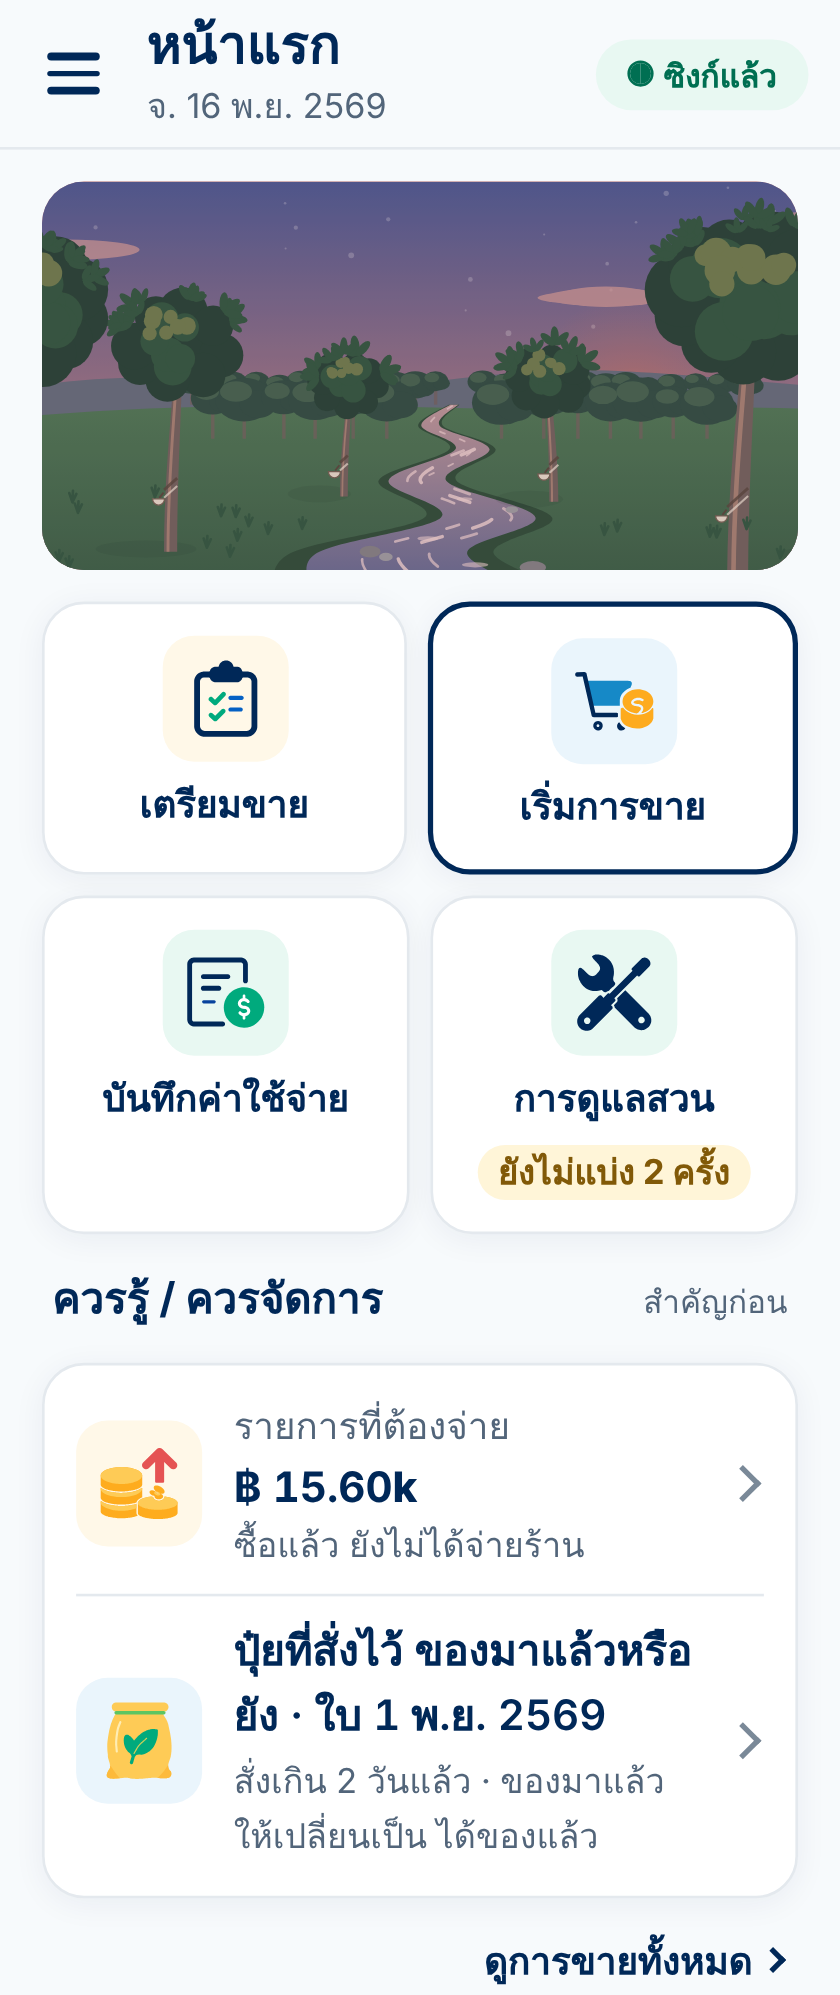 หน้าแรก
จ. 16 พ.ย. 2569
ซิงก์แล้ว
เตรียมขาย
เริ่มการขาย
บันทึกค่าใช้จ่าย
การดูแลสวน
ยังไม่แบ่ง 2 ครั้ง
ควรรู้ / ควรจัดการ
สำคัญก่อน
รายการที่ต้องจ่าย
฿ 15.60k
ซื้อแล้ว ยังไม่ได้จ่ายร้าน
ปุ๋ยที่สั่งไว้ ของมาแล้วหรือ
ยัง · ใบ 1 พ.ย. 2569
สั่งเกิน 2 วันแล้ว · ของมาแล้ว
ให้เปลี่ยนเป็น ได้ของแล้ว
ดูการขายทั้งหมด